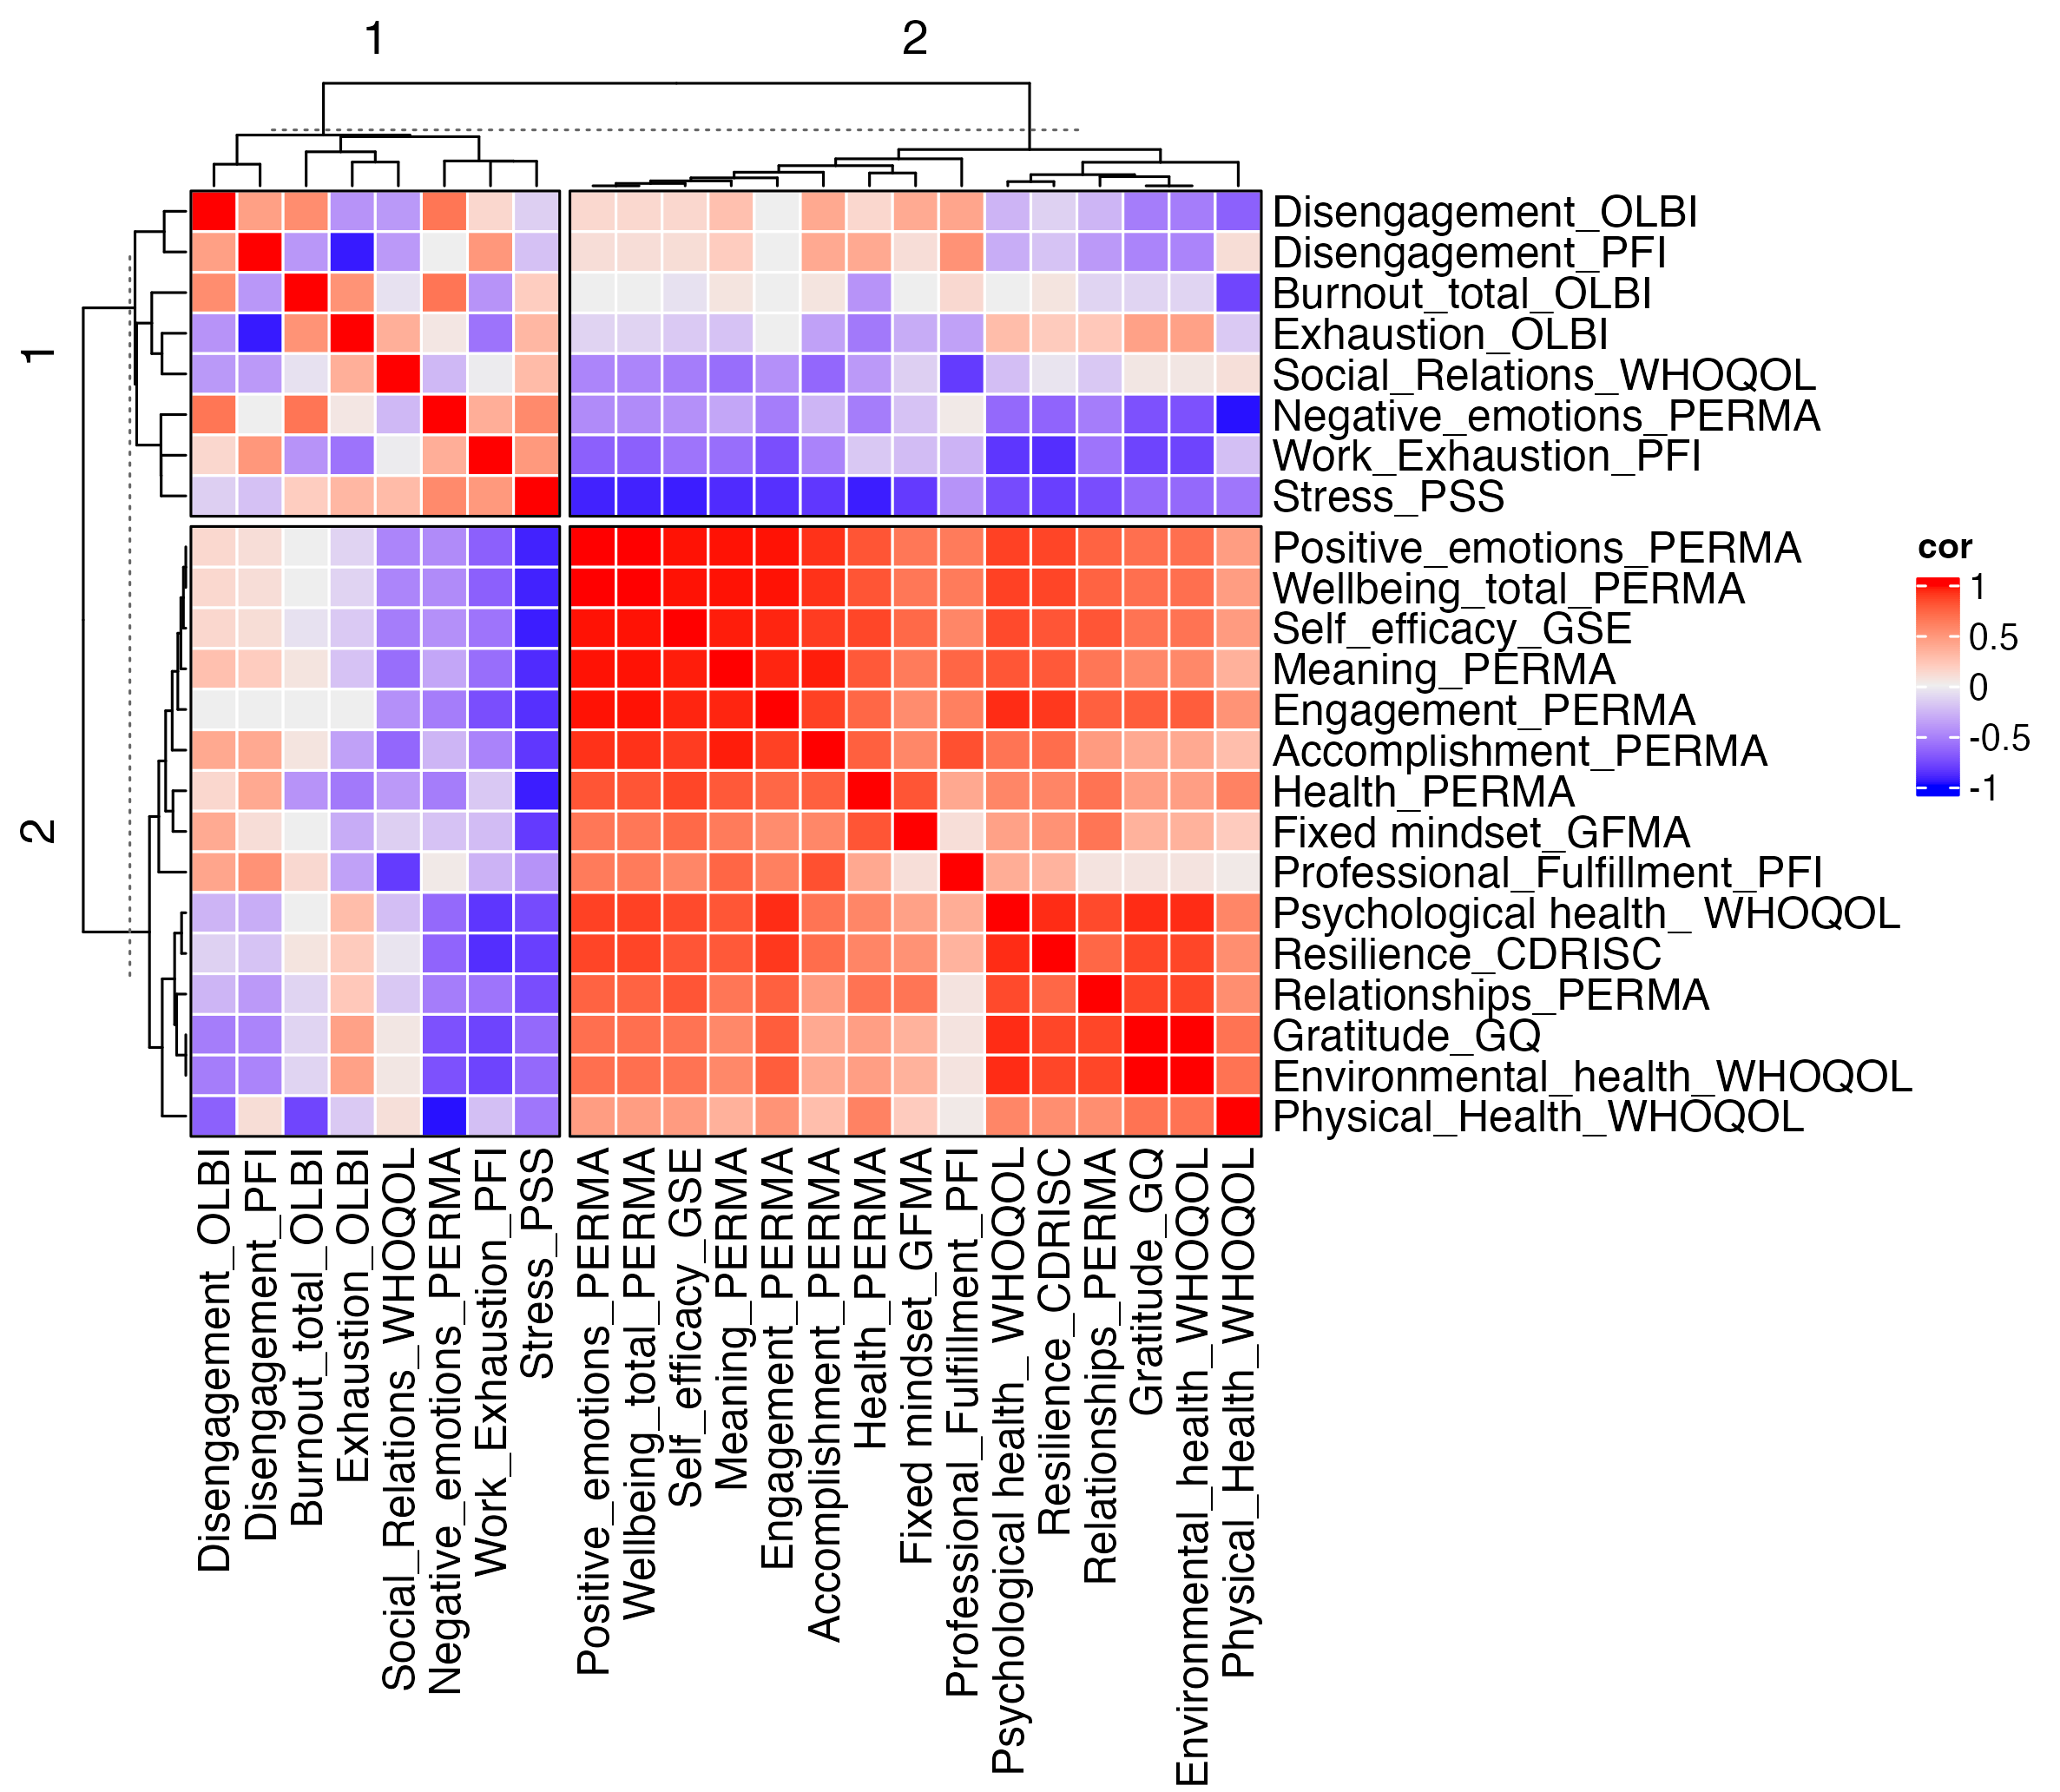 1
2
1
2
Disengagement_OLBI
Disengagement_PFI
Burnout_total_OLBI
Exhaustion_OLBI
Social_Relations_WHOQOL
Negative_emotions_PERMA
Work_Exhaustion_PFI
Stress_PSS
Positive_emotions_PERMA
Wellbeing_total_PERMA
Self_efficacy_GSE
Meaning_PERMA
Engagement_PERMA
Accomplishment_PERMA
Health_PERMA
Fixed mindset_GFMA
Professional_Fulfillment_PFI
Psychological health_ WHOQOL
Resilience_CDRISC
Relationships_PERMA
Gratitude_GQ
Environmental_health_WHOQOL
Physical_Health_WHOQOL
cor
1
0.5
0
-0.5
-1
Disengagement_OLBI
Disengagement_PFI
Burnout_total_OLBI
Exhaustion_OLBI
Social_Relations_WHOQOL
Negative_emotions_PERMA
Work_Exhaustion_PFI
Stress_PSS
Positive_emotions_PERMA
Wellbeing_total_PERMA
Self_efficacy_GSE
Meaning_PERMA
Engagement_PERMA
Accomplishment_PERMA
Health_PERMA
Fixed mindset_GFMA
Professional_Fulfillment_PFI
Psychological health_ WHOQOL
Resilience_CDRISC
Relationships_PERMA
Gratitude_GQ
Environmental_health_WHOQOL
Physical_Health_WHOQOL